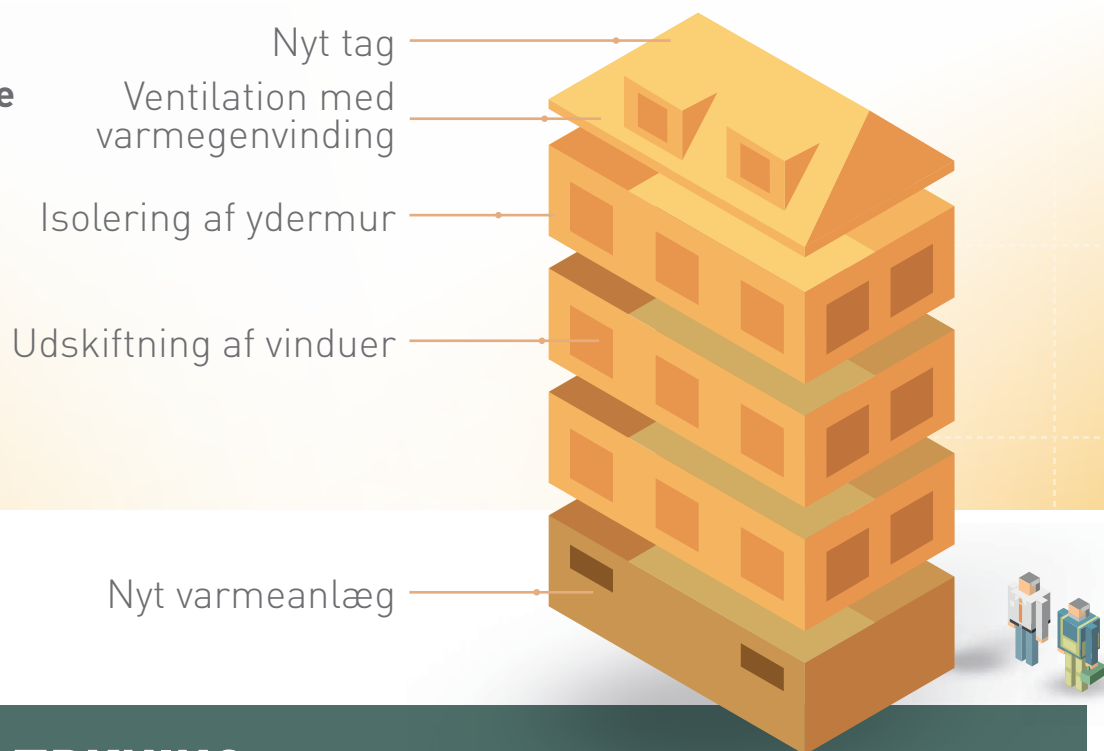 Nyt tag
Ventilation med
varmegenvinding
Isolering af ydermur
Udskiftning af vinduer
Nyt varmeanlæg